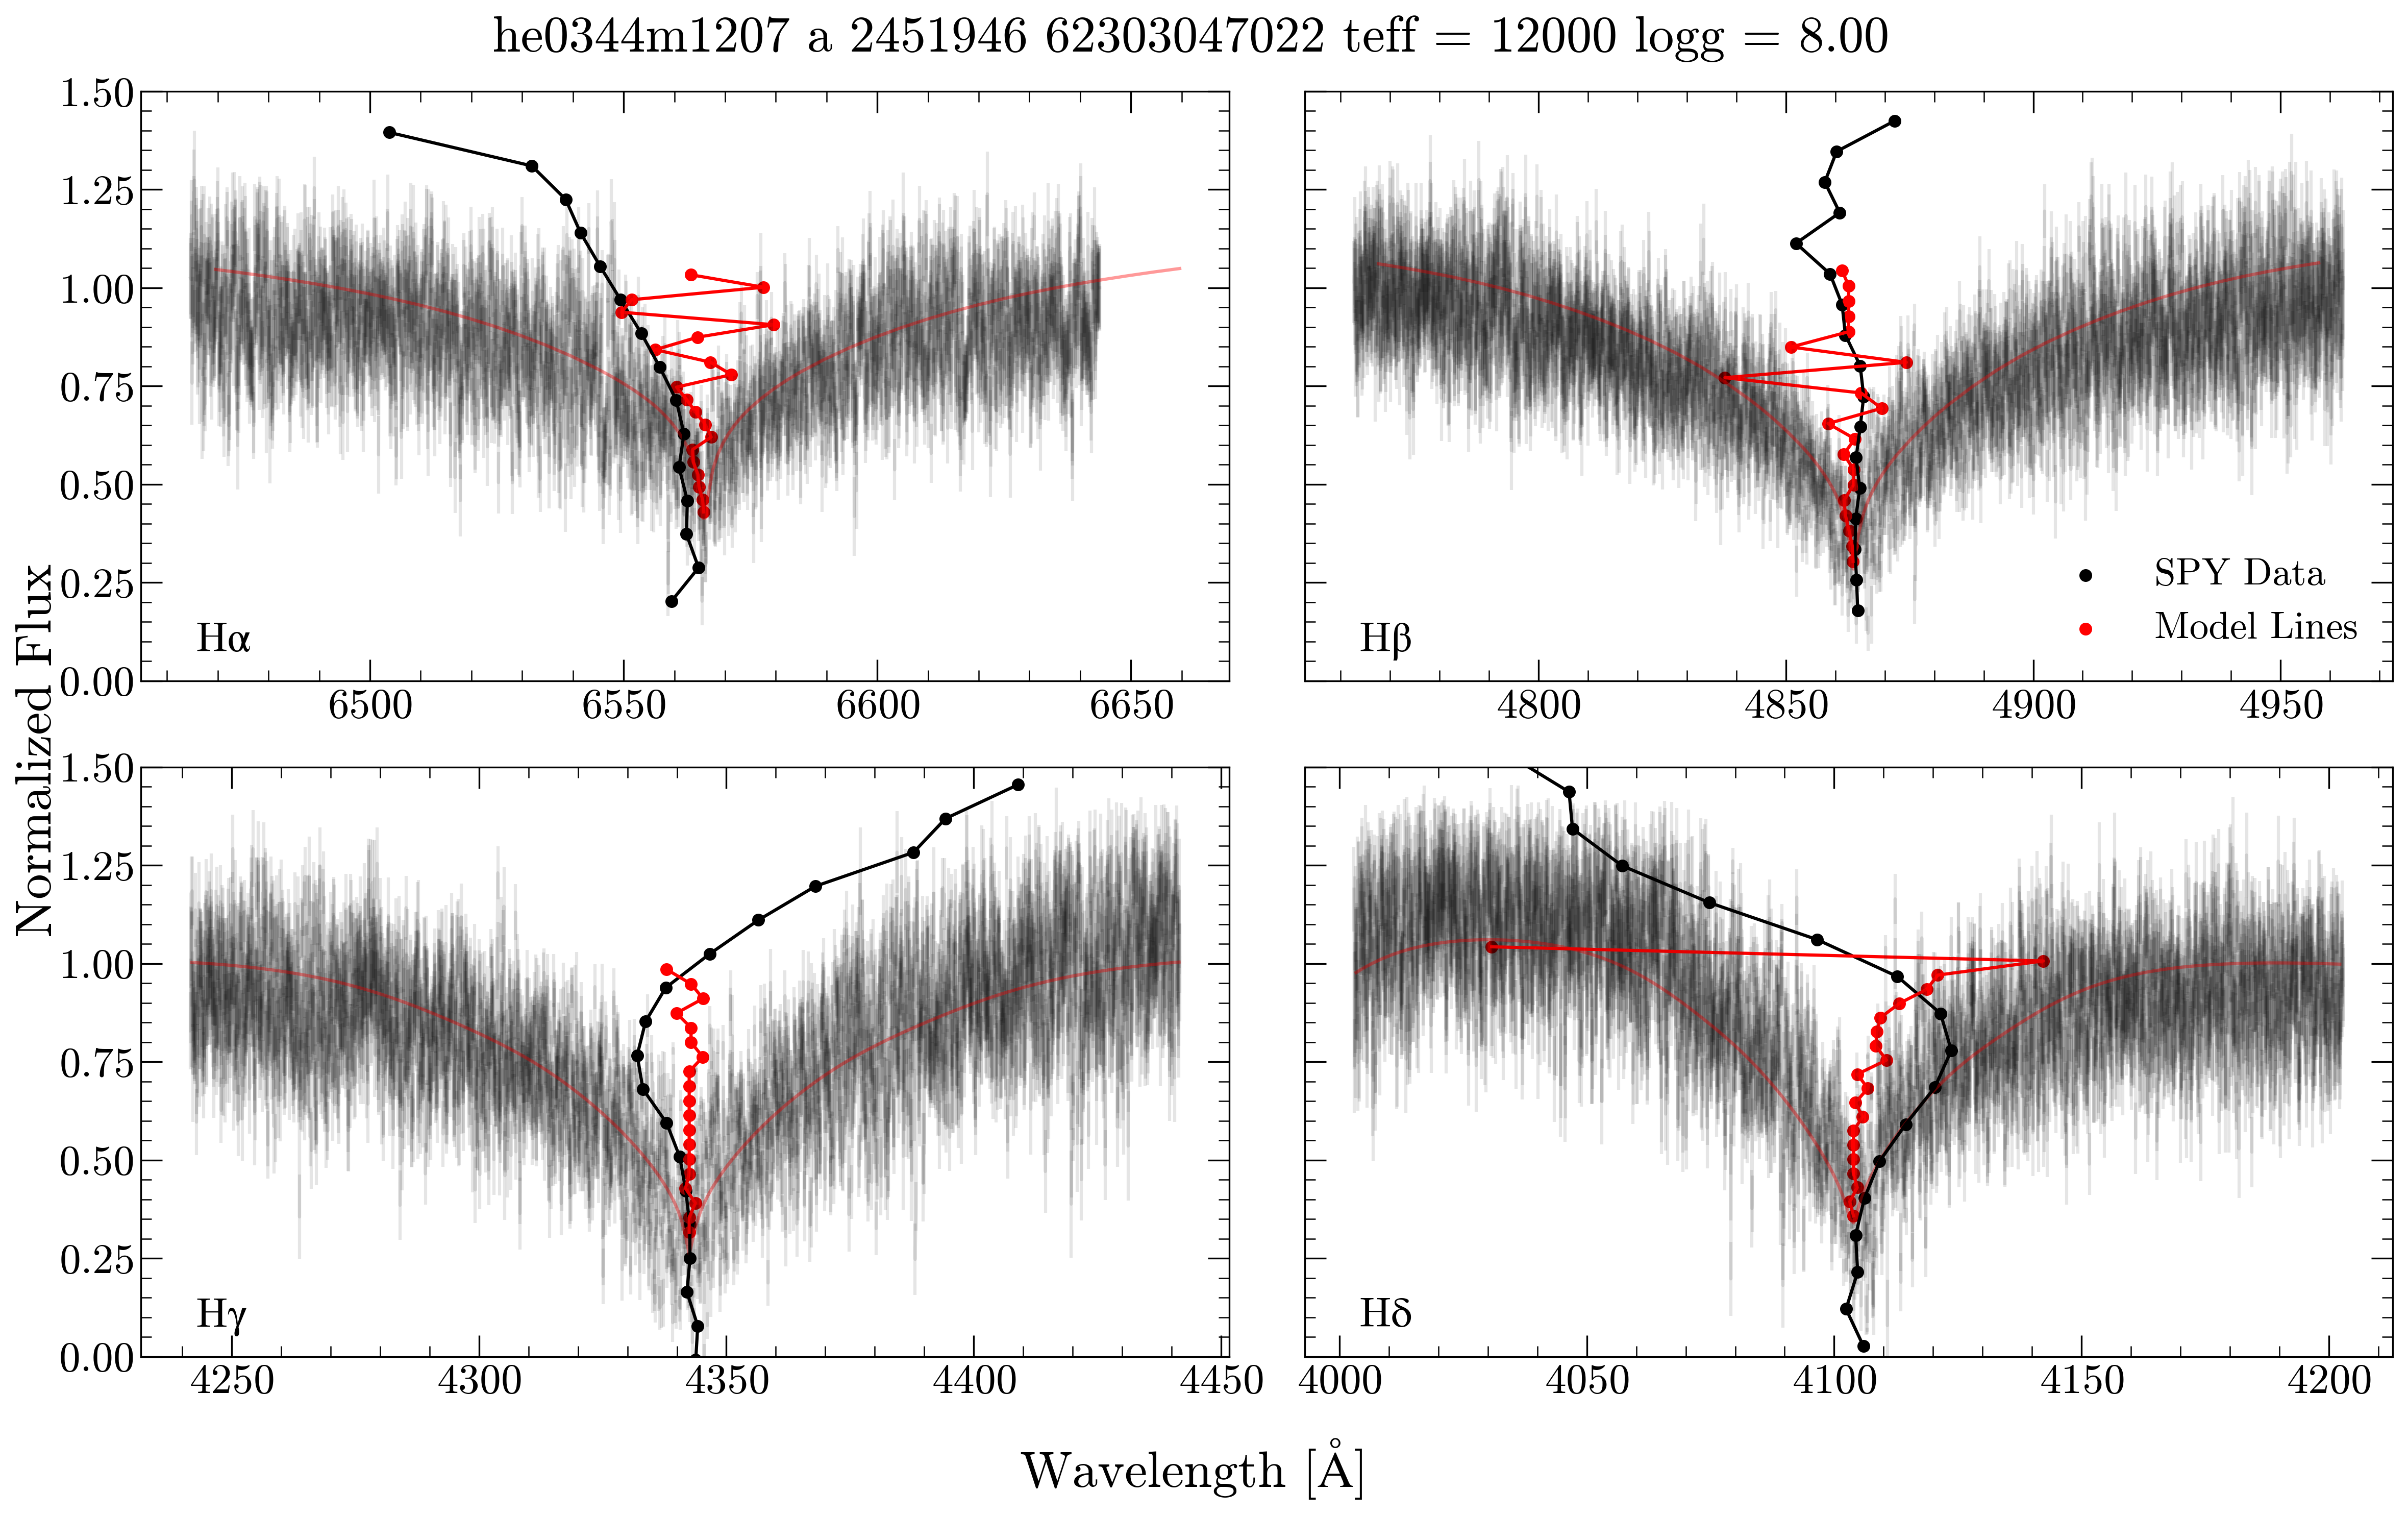 he0344m1207 a 2451946 62303047022 teff = 12000 logg = 8.00
Normalized Flux
1.50
1.25
1.00
0.75
0.50
0.25
0.00
Hα
6500 6550 6600 6650
Hβ
SPY Data
Model Lines
4800 4850 4900 4950
1.50
1.25
1.00
0.75
0.50
0.25
0.00
Hγ
4250 4300 4350 4400 4450
Hδ
4000 4050 4100 4150 4200
Wavelength [Å]